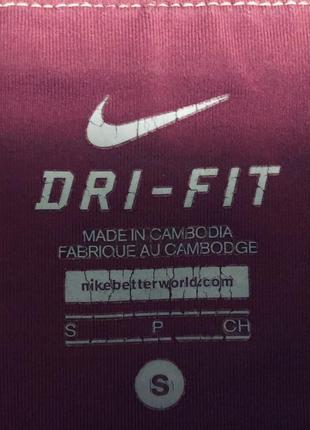 DRI-FIT
MADE IN CAMBODIA
FABRIQUE AU CAMBODGE
nikebetterworld.com
S P CH
S